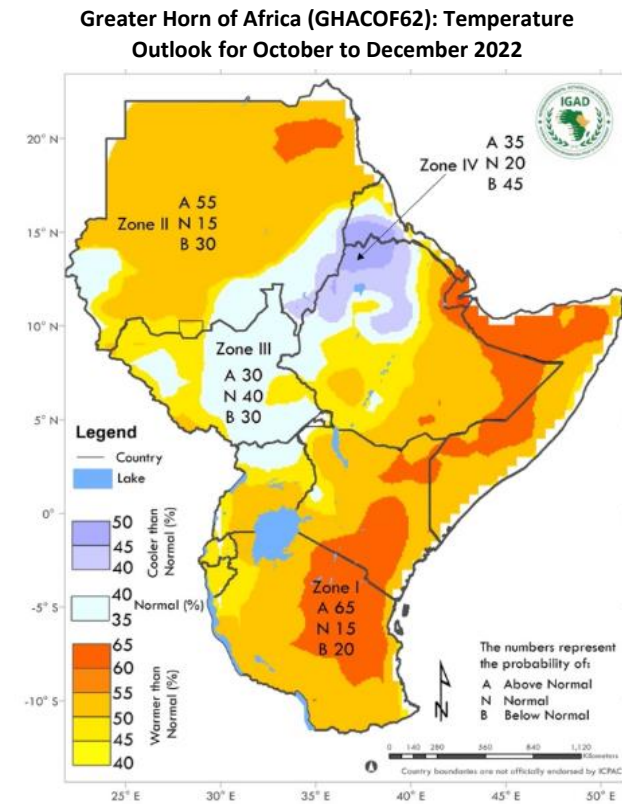 Greater Horn of Africa (GHACOF62): Temperature
Outlook for October to December 2022
IGAD
20° N
15° N
10° N
5° N
0°
-5° S
-10° S
A 35
Zone IV N 20
B 45
A 55
Zone II N 15
B 30
Zone III
A 30
N 40
B 30
Zone I
A 65
N 15
B 20
Legend
Country
Lake
50
45
40
Cooler than
Normal (%)
40
35
Normal (%)
65
60
55
50
45
40
Warmer than
Normal (%)
The numbers represent
the probability of:
A Above Normal
N Normal
B Below Normal
N
0 140 280 560 840 1,120
Kilometers
Country boundaries are not officially endorsed by ICPAC
25° E 30° E 35° E 40° E 45° E 50° E